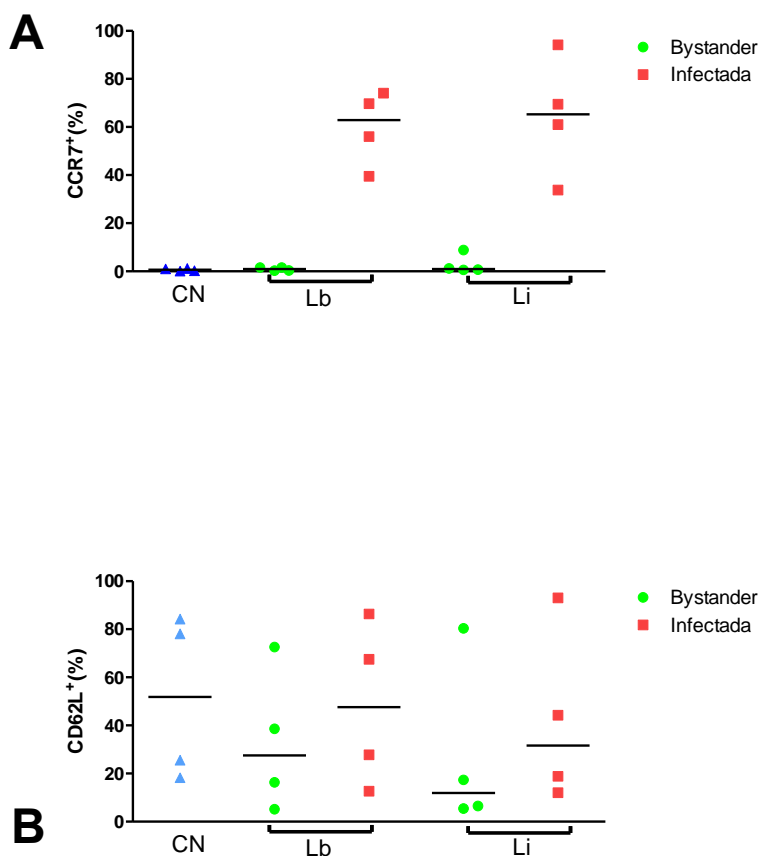 A
100
80
60
40
20
0
CCR7+(%)
Bystander
Infectada
CN
Lb
Li
100
80
60
40
20
0
CD62L+(%)
Bystander
Infectada
B
CN
Lb
Li